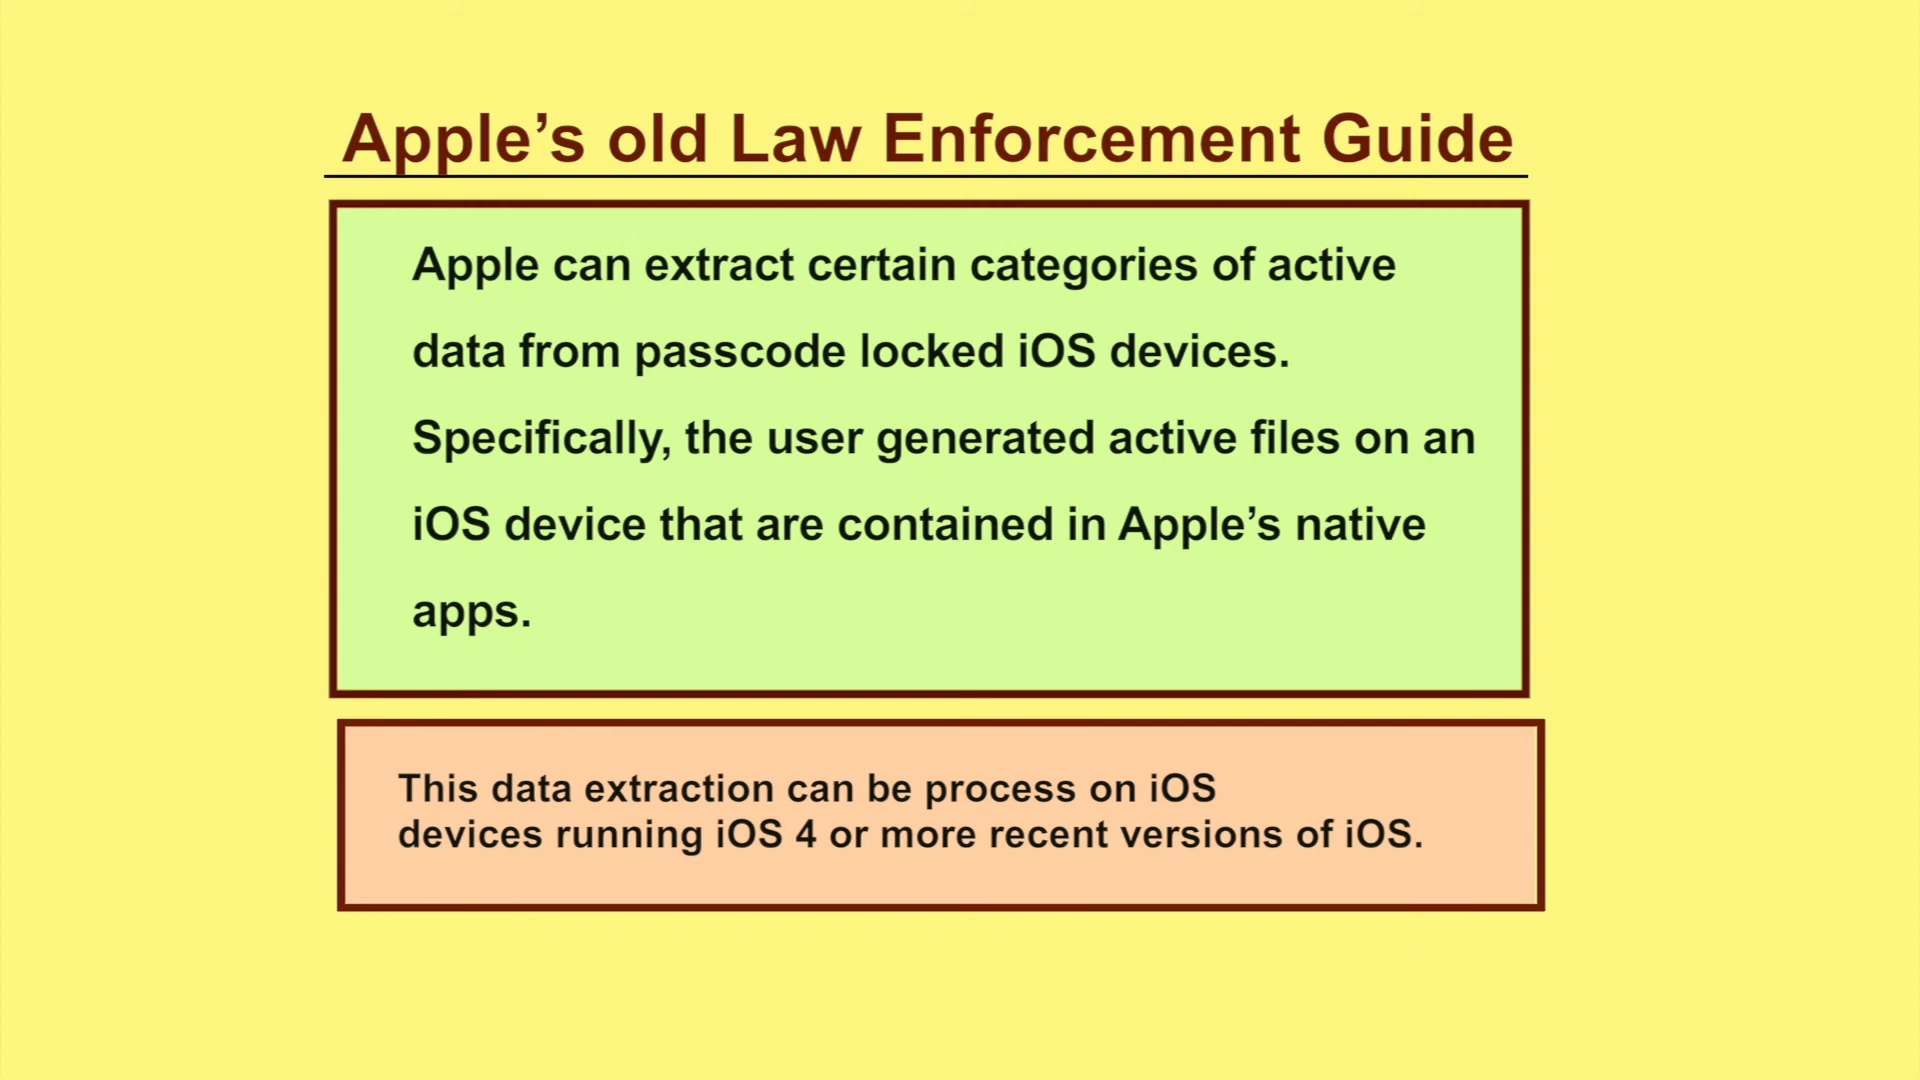 Apple’s old Law Enforcement Guide
Apple can extract certain categories of active
data from passcode locked iOS devices.
Specifically, the user generated active files on an
iOS device that are contained in Apple’s native
apps.
This data extraction can be process on iOS
devices running iOS 4 or more recent versions of iOS.